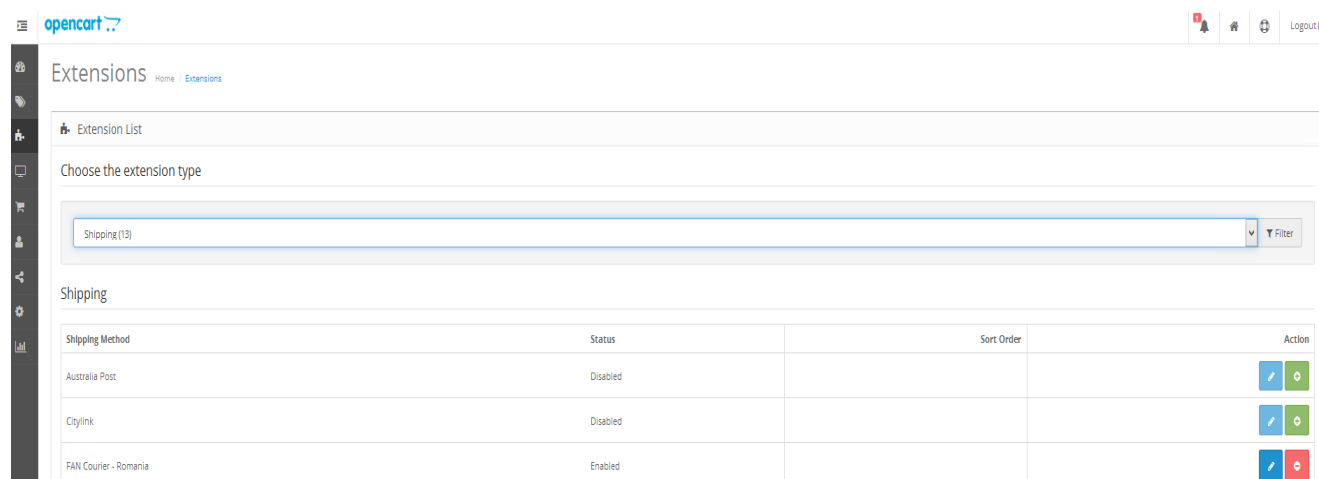 opencart
1
Logout
Extensions Home / Extensions
Extension List
Choose the extension type
Shipping (13)
Filter
Shipping
Shipping Method Status Sort Order Action
Australia Post Disabled
Citylink Disabled
FAN Courier - Romania Enabled